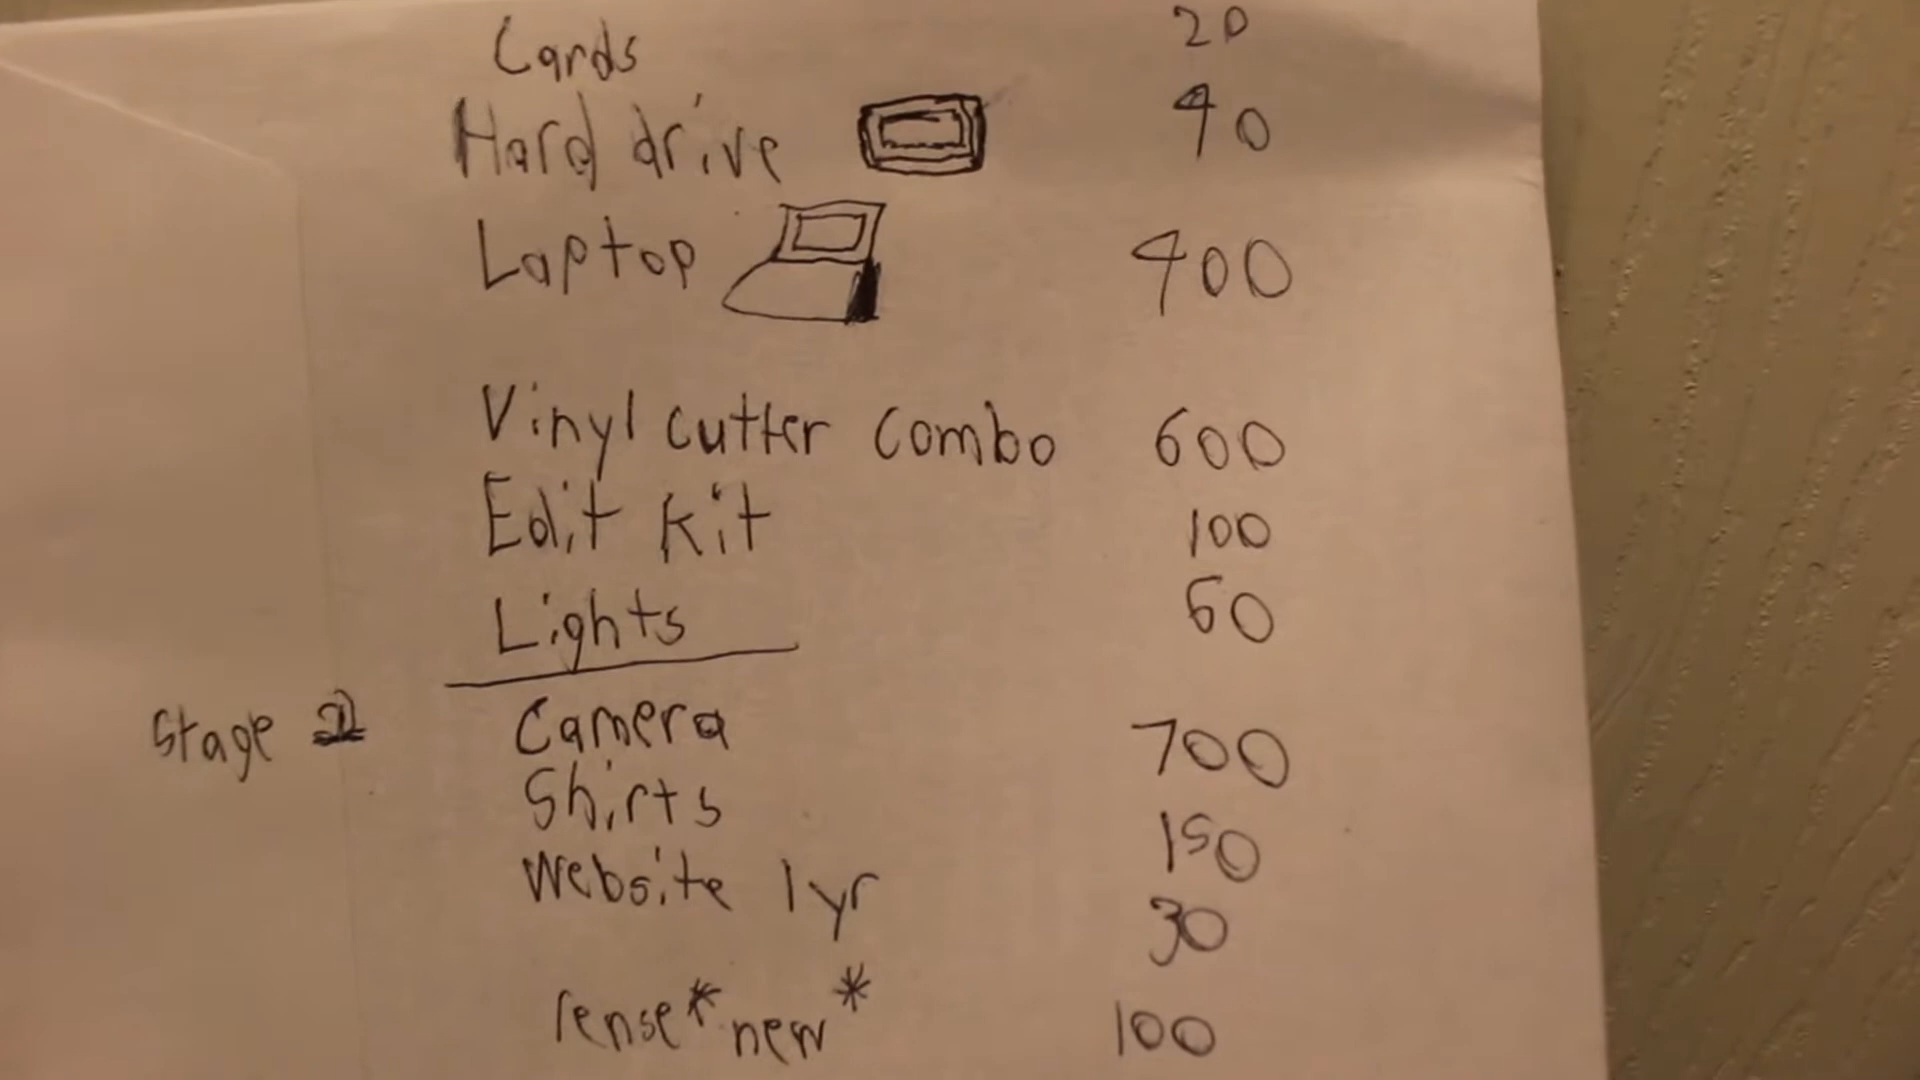 Cards 20
Hard drive 40
Laptop 400
Vinyl cutter combo 600
Edit kit 100
Lights 60
Stage 2 Camera 700
Shirts 150
Website 1yr 30
lense* new* 100